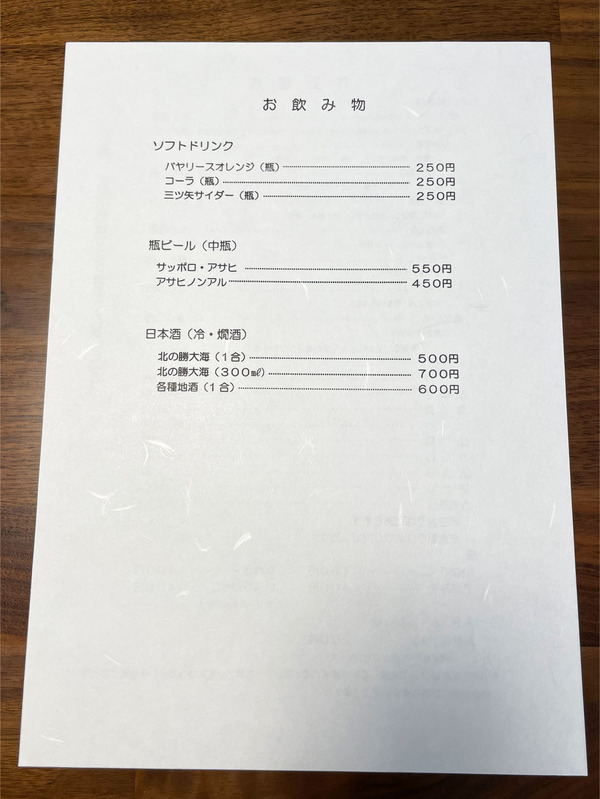 お飲み物
ソフトドリンク
バヤリースオレンジ（瓶） 250円
コーラ（瓶） 250円
三ツ矢サイダー（瓶） 250円
瓶ビール（中瓶）
サッポロ・アサヒ 550円
アサヒノンアル 450円
日本酒（冷・燗酒）
北の勝大海（1合） 500円
北の勝大海（300㎖） 700円
各種地酒（1合） 600円